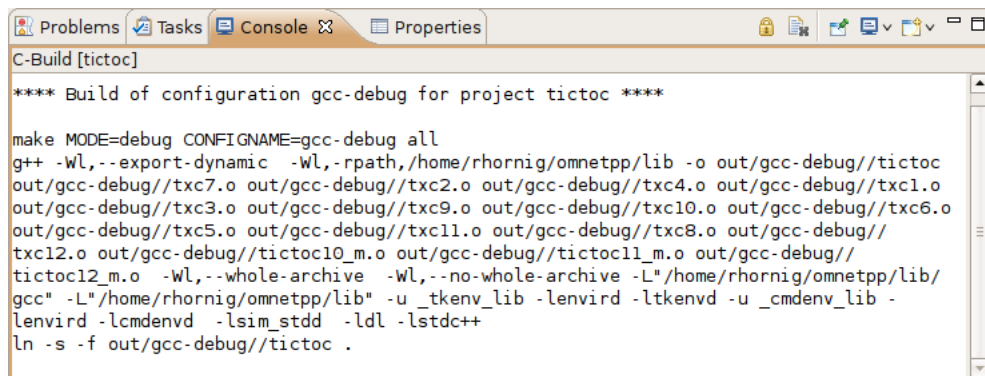 Problems Tasks Console Properties
C-Build [tictoc]
**** Build of configuration gcc-debug for project tictoc ****
make MODE=debug CONFIGNAME=gcc-debug all
g++ -Wl,--export-dynamic  -Wl,-rpath,/home/rhornig/omnetpp/lib -o out/gcc-debug//tictoc
out/gcc-debug//txc7.o out/gcc-debug//txc2.o out/gcc-debug//txc4.o out/gcc-debug//txc1.o
out/gcc-debug//txc3.o out/gcc-debug//txc9.o out/gcc-debug//txc10.o out/gcc-debug//txc6.o
out/gcc-debug//txc5.o out/gcc-debug//txc11.o out/gcc-debug//txc8.o out/gcc-debug//
txc12.o out/gcc-debug//tictoc10_m.o out/gcc-debug//tictoc11_m.o out/gcc-debug//
tictoc12_m.o  -Wl,--whole-archive  -Wl,--no-whole-archive -L"/home/rhornig/omnetpp/lib/
gcc" -L"/home/rhornig/omnetpp/lib" -u _tkenv_lib -lenvird -ltkenvd -u _cmdenv_lib -
lenvird -lcmdenvd  -lsim_stdd  -ldl -lstdc++
ln -s -f out/gcc-debug//tictoc .